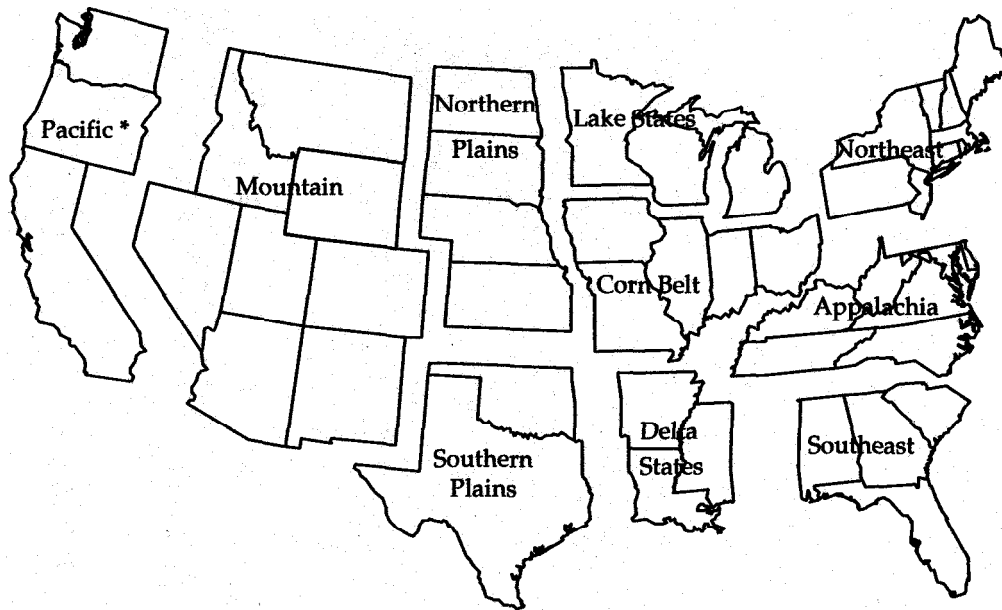 Pacific *
Mountain
Northern
Plains
Lake States
Corn Belt
Northeast
Appalachia
Southern
Plains
Delta
States
Southeast